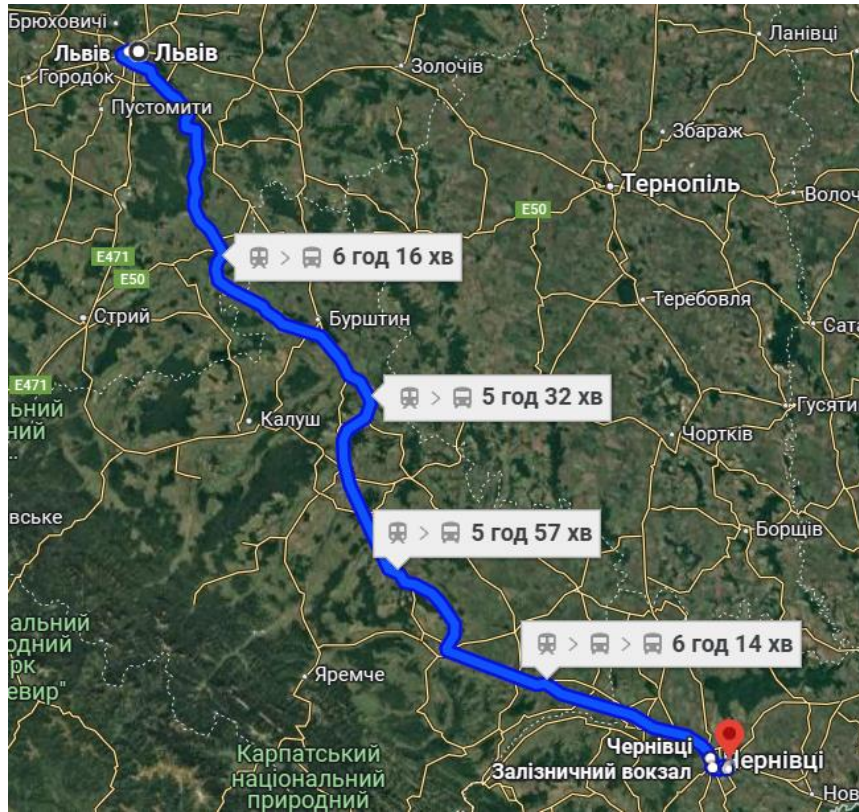 Брюховичі
Ланівці
Львів
Львів
Золочів
Городок
Пустомити
Збараж
Тернопіль
Волоч
E50
6 год 16 хв
E471
E50
Теребовля
Стрий
Бурштин
Сата
E471
ьний
ний
..
5 год 32 хв
Гусяти
Калуш
Чортків
вське
5 год 57 хв
Борщів
альний
одний
рк
евир"
6 год 14 хв
Яремче
Чернівці
Залізничний вокзал
Чернівці
Карпатський
національний
природний
Нов